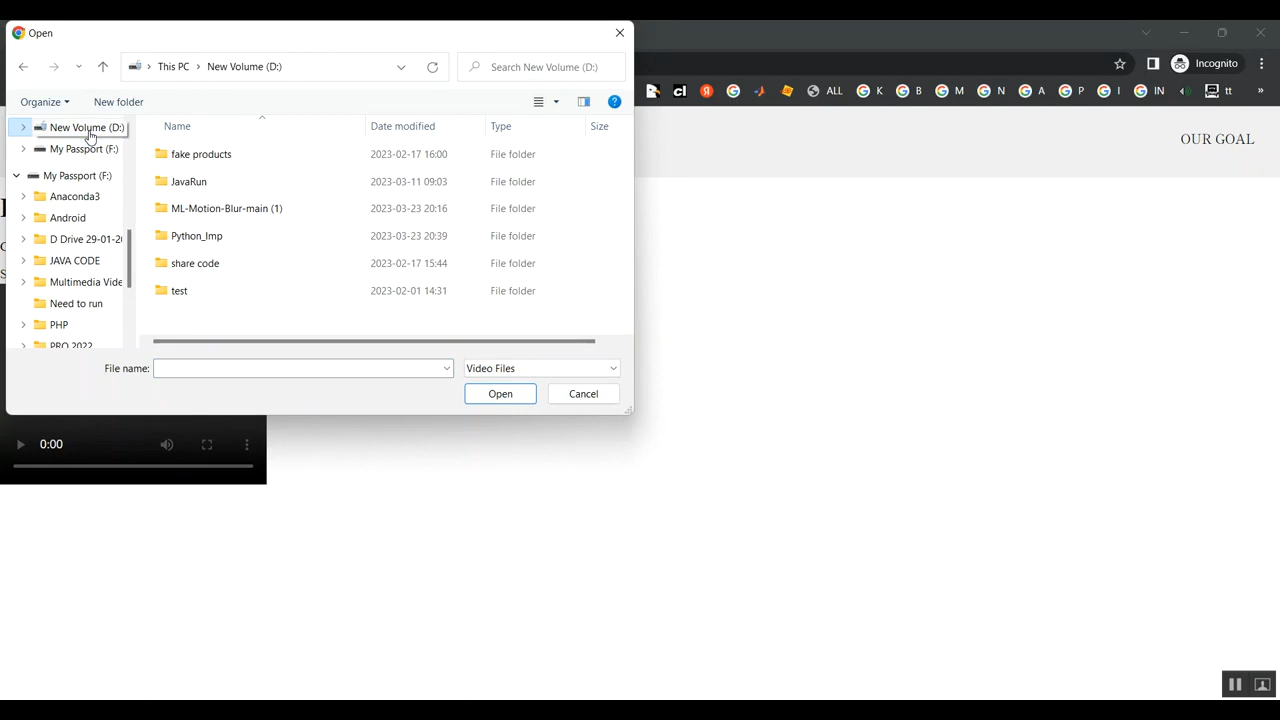 Open
Incognito
This PC > New Volume (D:)
Search New Volume (D:)
ALL K B M N A P I IN tt »
Organize New folder
Name Date modified Type Size
New Volume (D:)
My Passport (F:)
My Passport (F:)
Anaconda3
Android
D Drive 29-01-2
JAVA CODE
Multimedia Vide
Need to run
PHP
PRO 2022
fake products 2023-02-17 16:00 File folder
JavaRun 2023-03-11 09:03 File folder
ML-Motion-Blur-main (1) 2023-03-23 20:16 File folder
Python_Imp 2023-03-23 20:39 File folder
share code 2023-02-17 15:44 File folder
test 2023-02-01 14:31 File folder
OUR GOAL
File name: Video Files
Open Cancel
0:00